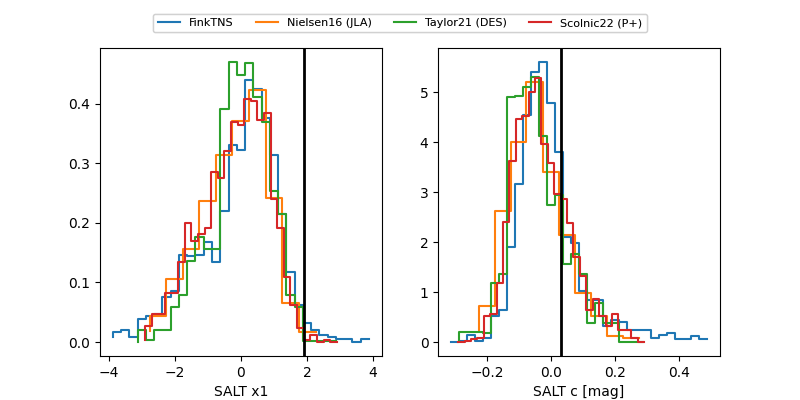 FinkTNS Nielsen16 (JLA) Taylor21 (DES) Scolnic22 (P+)
0.4
0.3
0.2
0.1
0.0
−4 −2 0 2 4
SALT x1
5
4
3
2
1
0
−0.2 0.0 0.2 0.4
SALT c [mag]